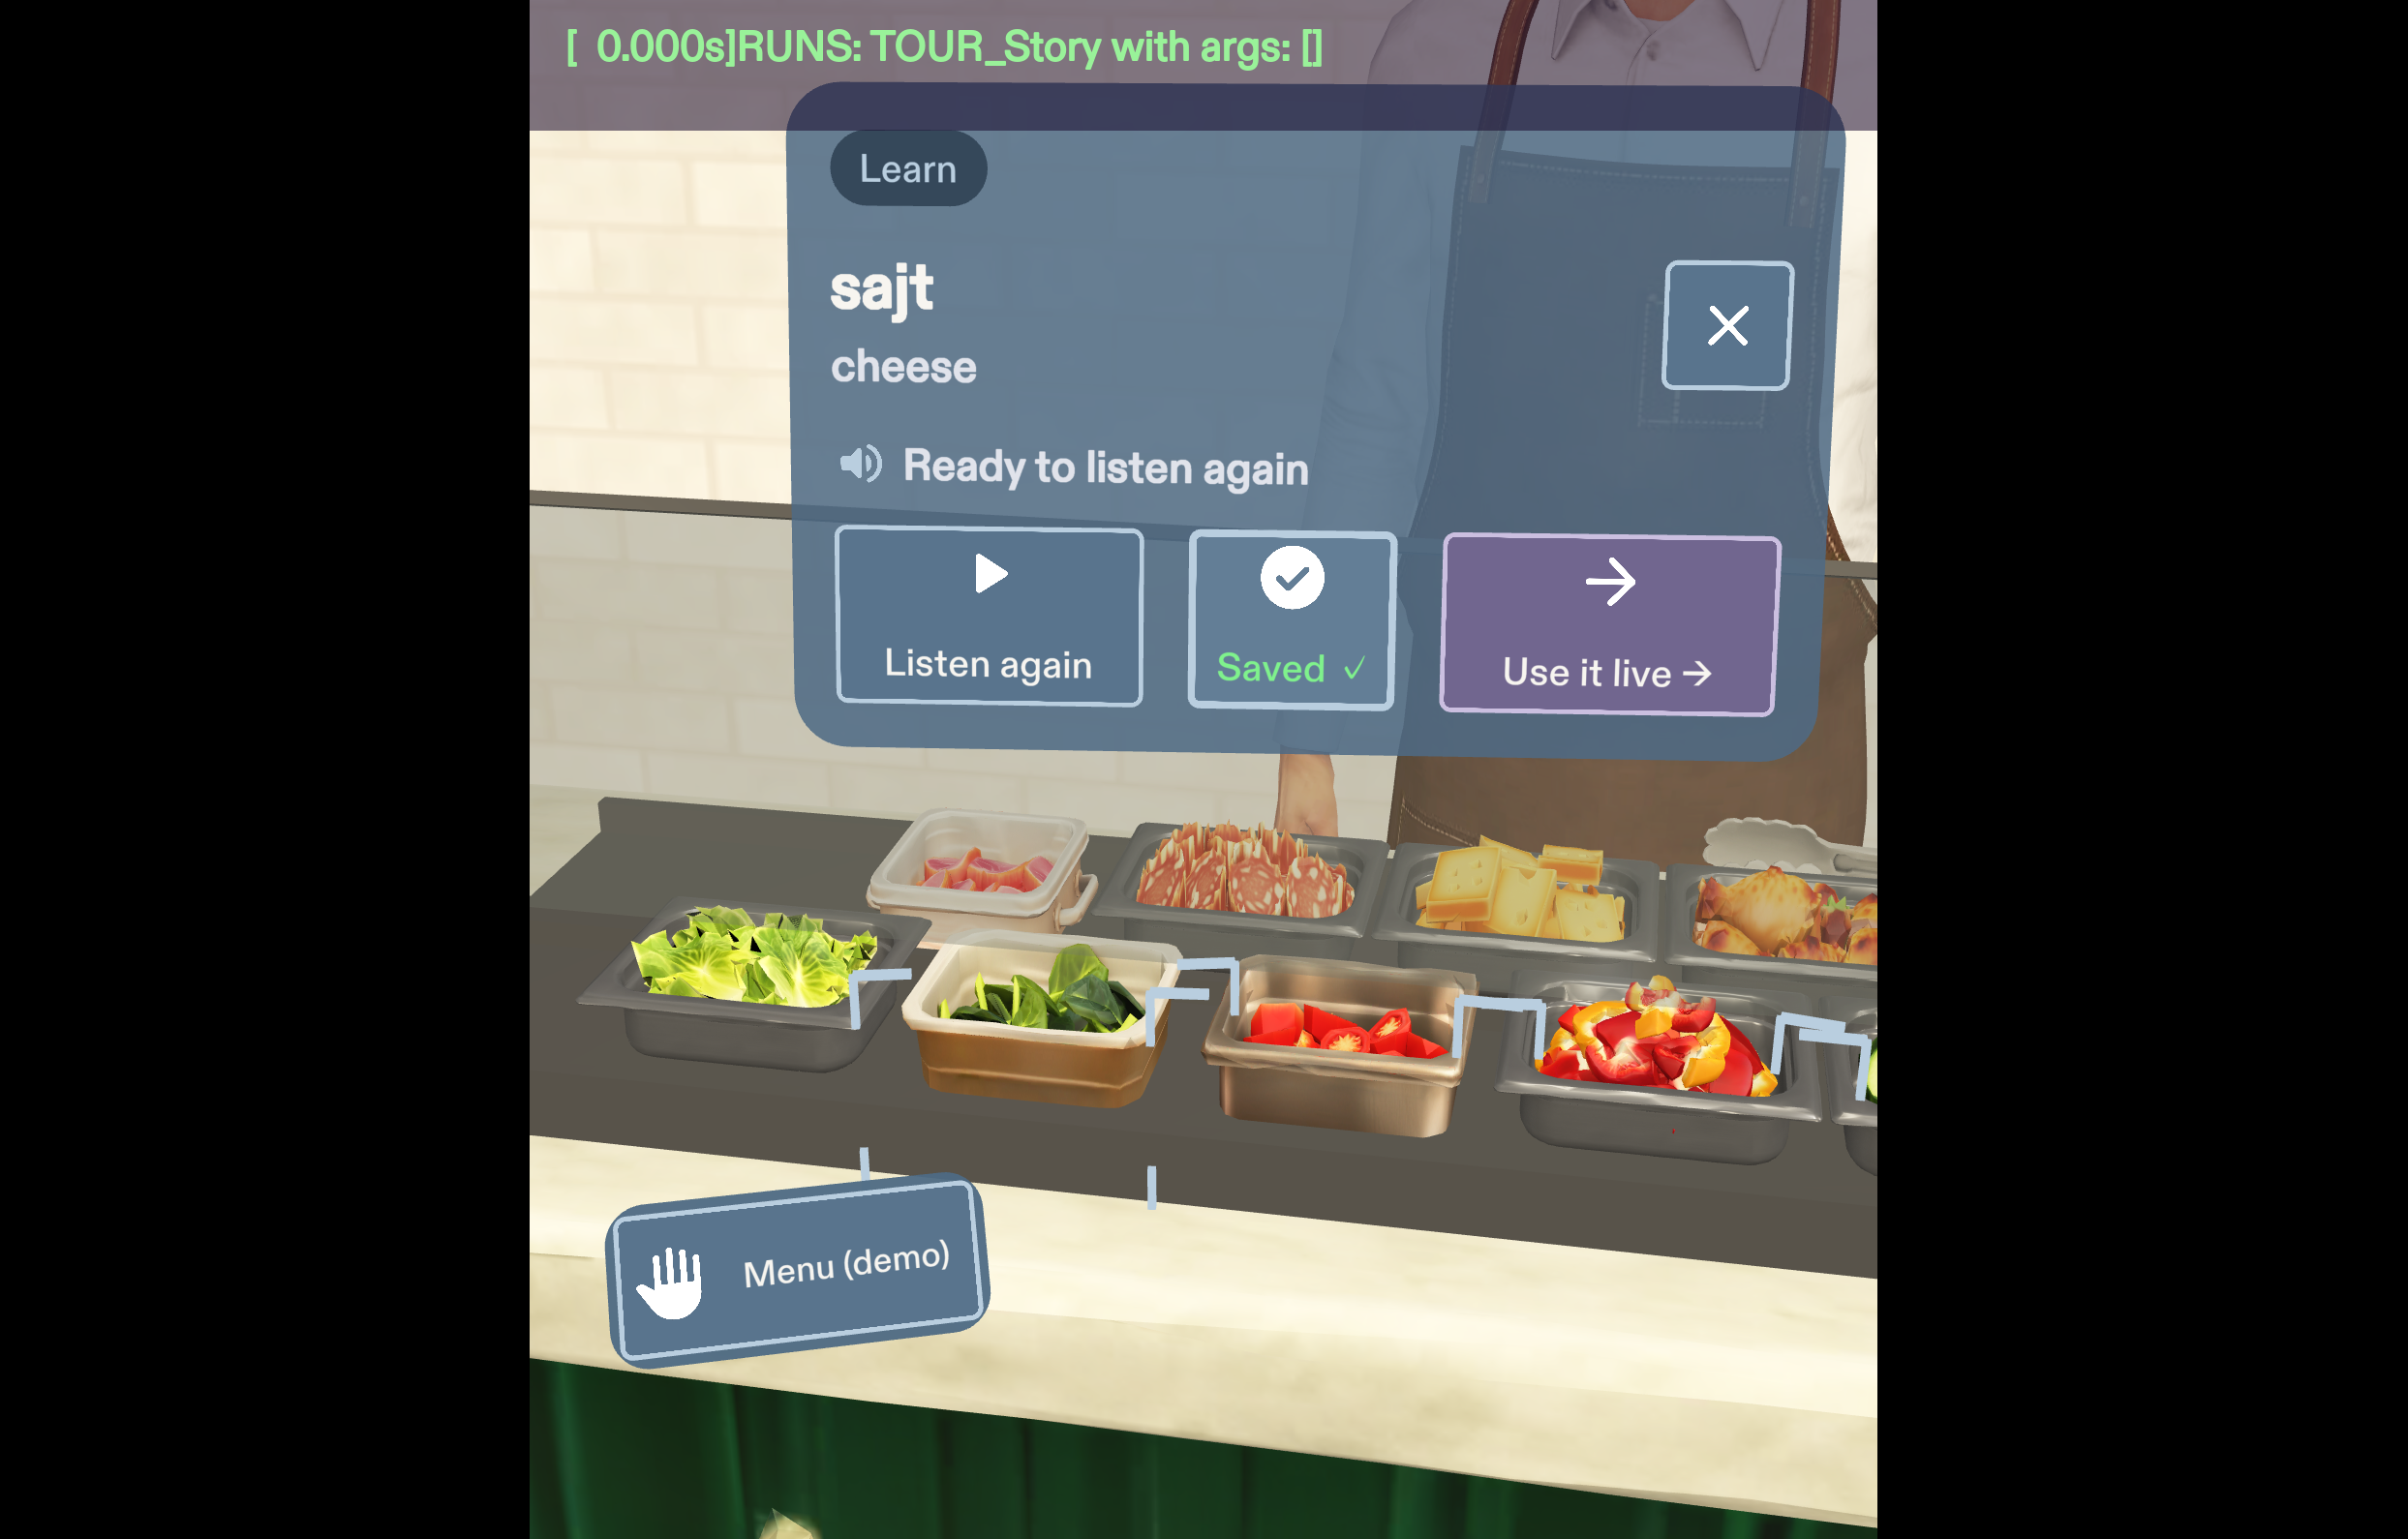 [  0.000s]RUNS: TOUR_Story with args: []
Learn
sajt
cheese
Ready to listen again
Listen again
Saved ✓
Use it live →
Menu (demo)